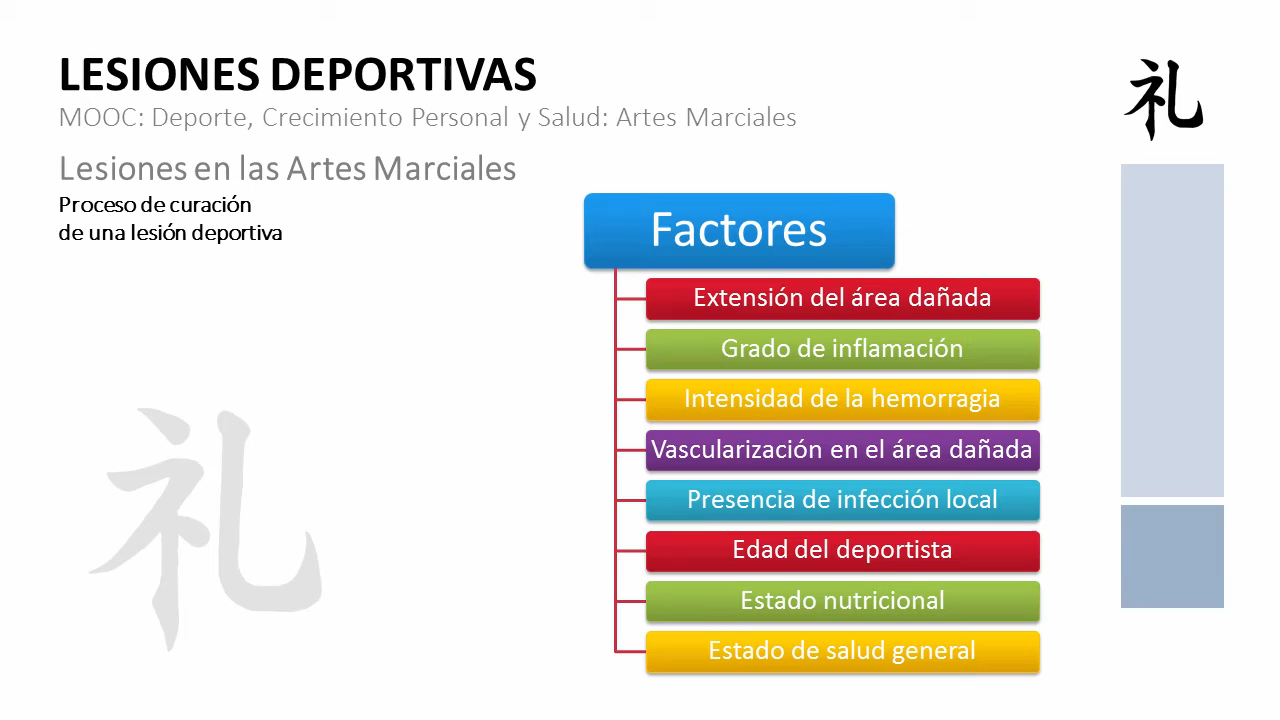 LESIONES DEPORTIVAS
MOOC: Deporte, Crecimiento Personal y Salud: Artes Marciales
Lesiones en las Artes Marciales
Proceso de curación
de una lesión deportiva
礼
Factores
Extensión del área dañada
Grado de inflamación
Intensidad de la hemorragia
Vascularización en el área dañada
Presencia de infección local
Edad del deportista
Estado nutricional
Estado de salud general
礼